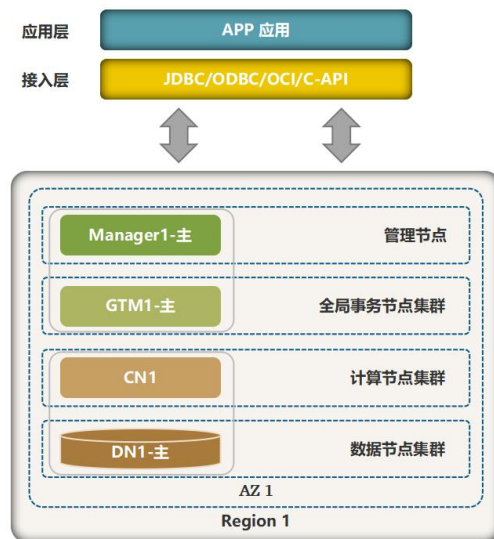 应用层 APP 应用
接入层 JDBC/ODBC/OCI/C-API
Manager1-主 管理节点
GTM1-主 全局事务节点集群
CN1 计算节点集群
DN1-主 数据节点集群
AZ 1
Region 1